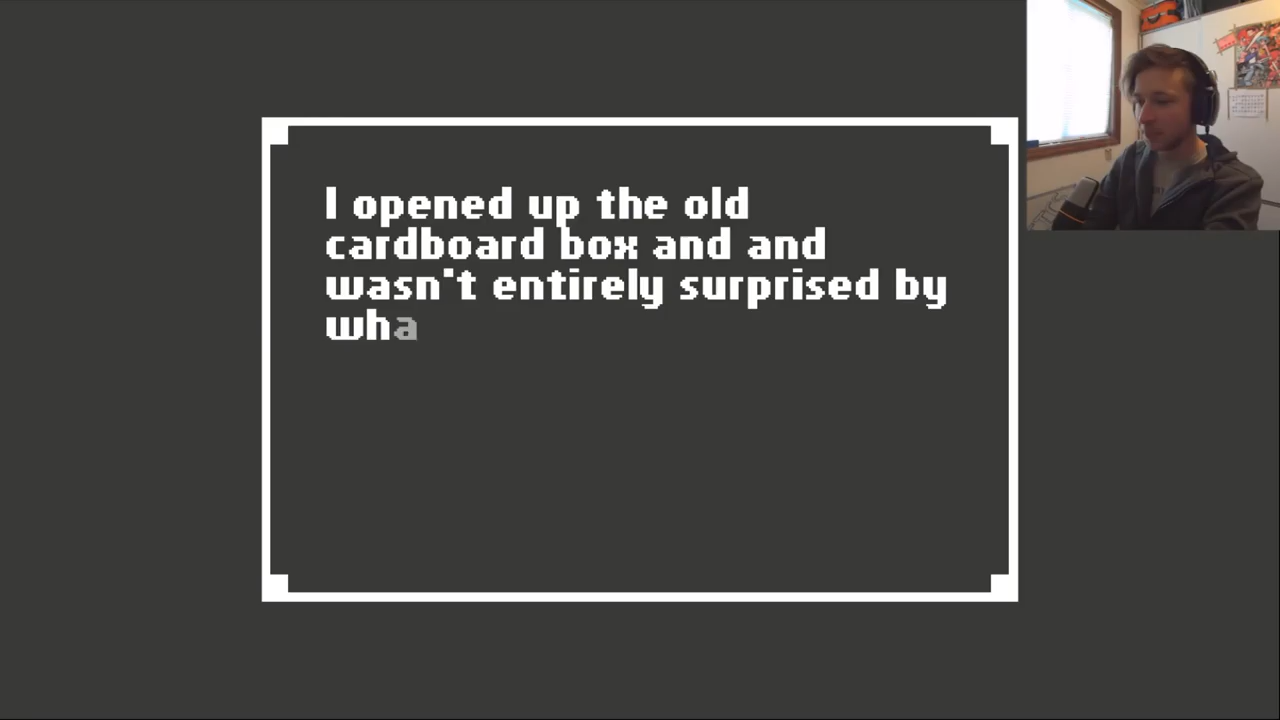 I opened up the old
cardboard box and and
wasn't entirely surprised by
wha